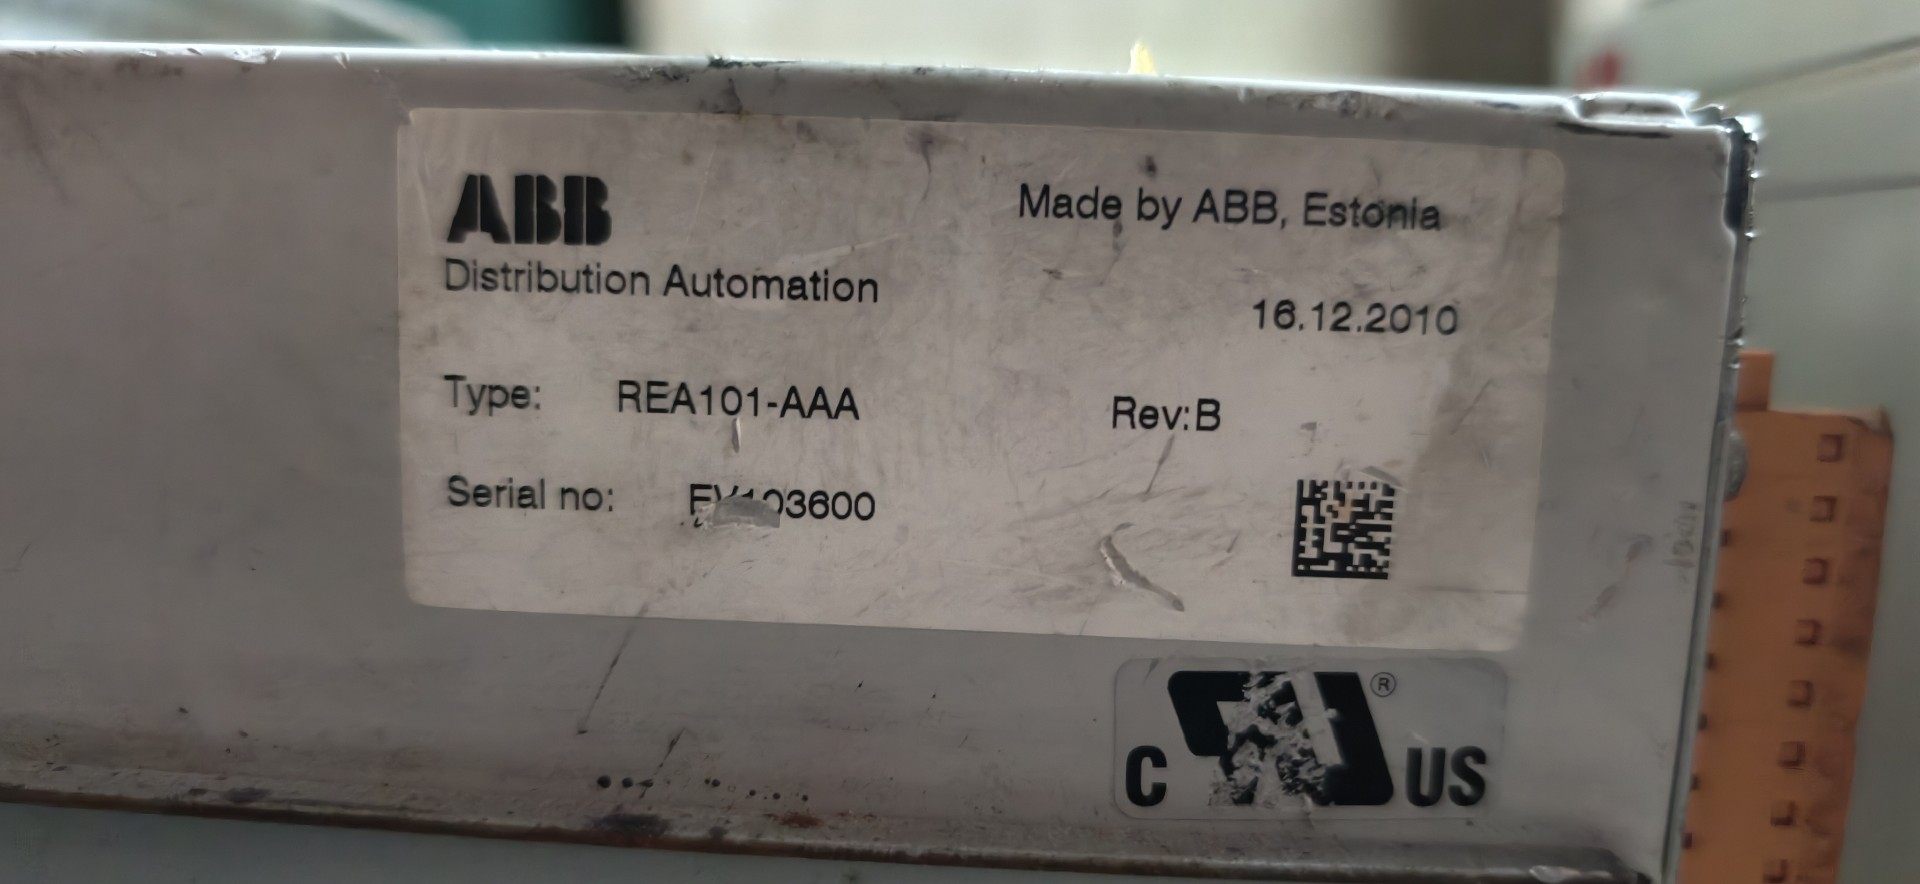 ABB
Made by ABB, Estonia
Distribution Automation
16.12.2010
Type: REA101-AAA Rev:B
Serial no:
C ® US